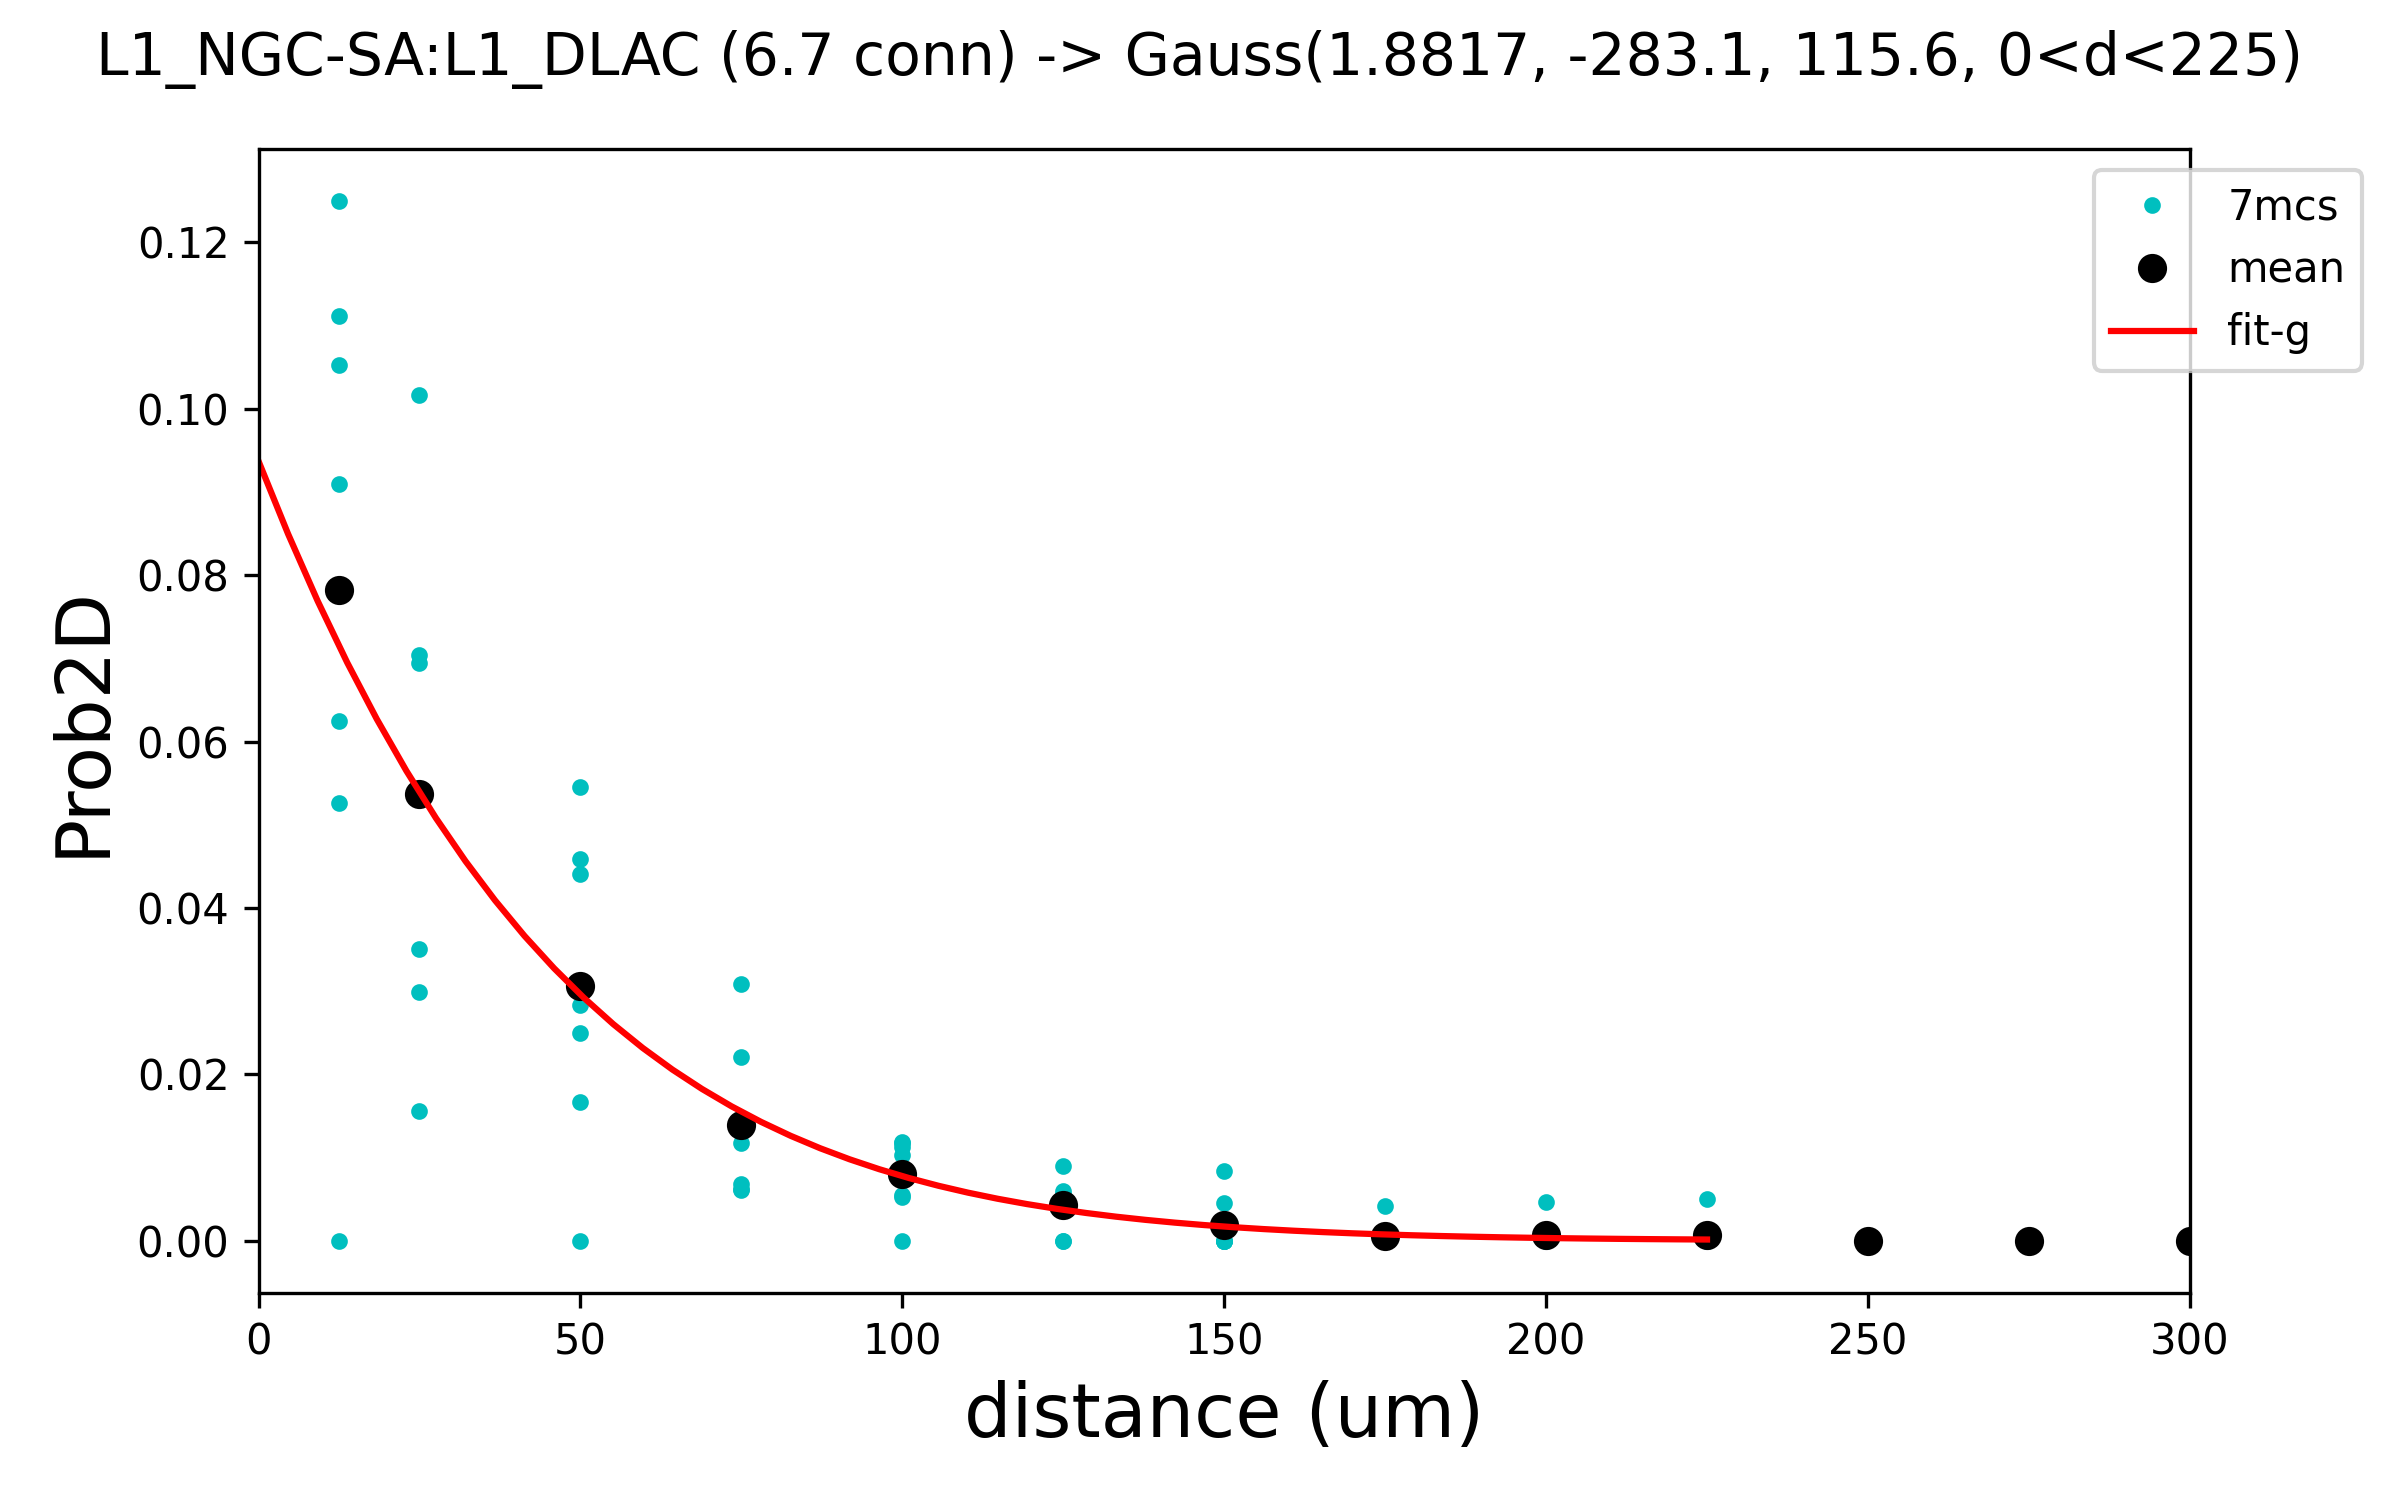 L1_NGC-SA:L1_DLAC (6.7 conn) -> Gauss(1.8817, -283.1, 115.6, 0<d<225)
7mcs
mean
fit-g
0.12
0.10
0.08
0.06
0.04
0.02
0.00
Prob2D
0 50 100 150 200 250 300
distance (um)